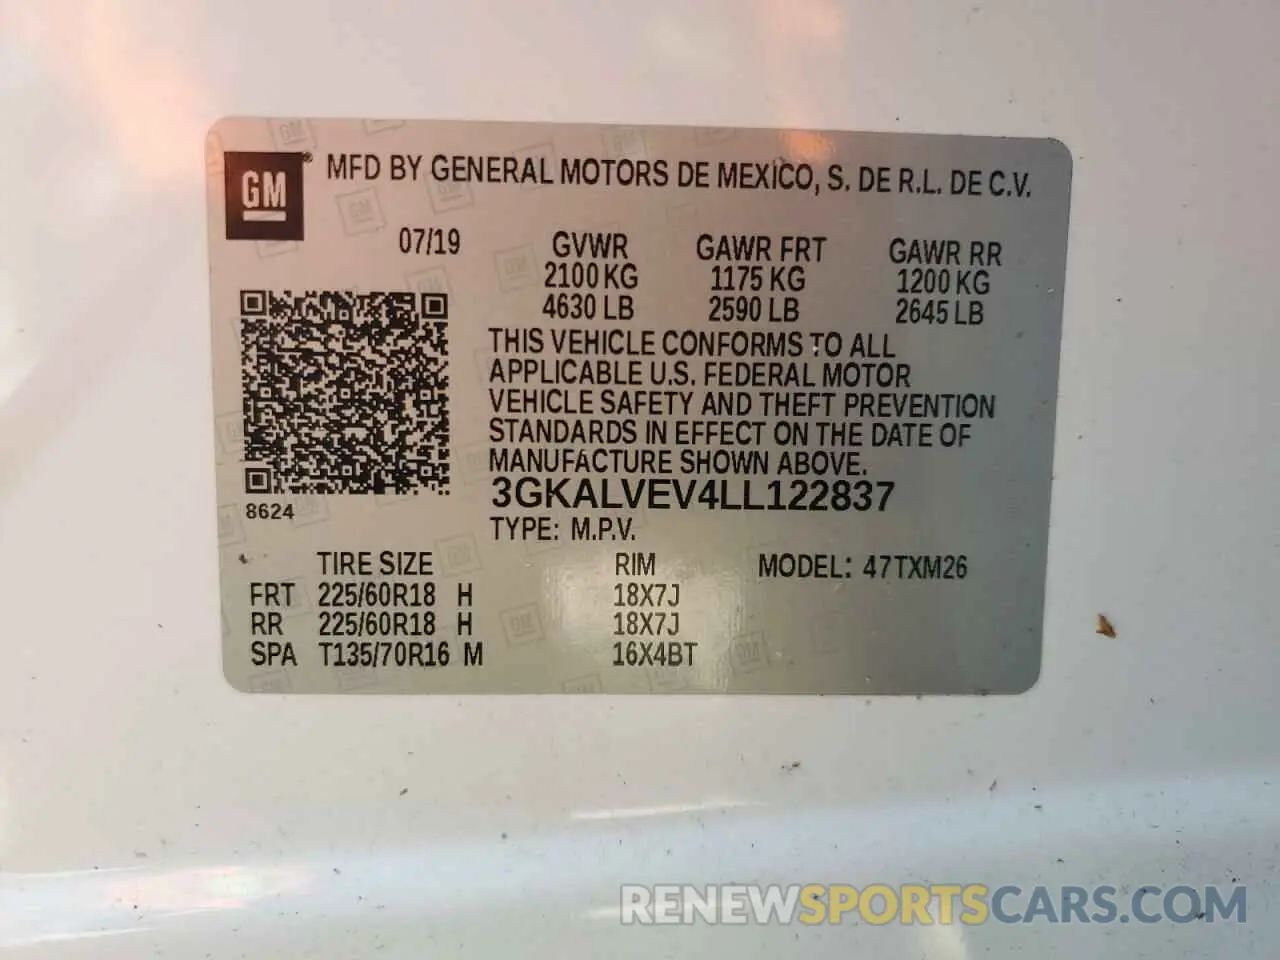 GM ® MFD BY GENERAL MOTORS DE MEXICO, S. DE R.L. DE C.V.
07/19 GVWR GAWR FRT GAWR RR
2100 KG 1175 KG 1200 KG
4630 LB 2590 LB 2645 LB
THIS VEHICLE CONFORMS TO ALL
APPLICABLE U.S. FEDERAL MOTOR
VEHICLE SAFETY AND THEFT PREVENTION
STANDARDS IN EFFECT ON THE DATE OF
MANUFACTURE SHOWN ABOVE.
3GKALVEV4LL122837
8624
TYPE: M.P.V.
TIRE SIZE RIM MODEL: 47TXM26
FRT 225/60R18 H 18X7J
RR 225/60R18 H 18X7J
SPA T135/70R16 M 16X4BT
RENEWSPORTSCARS.COM